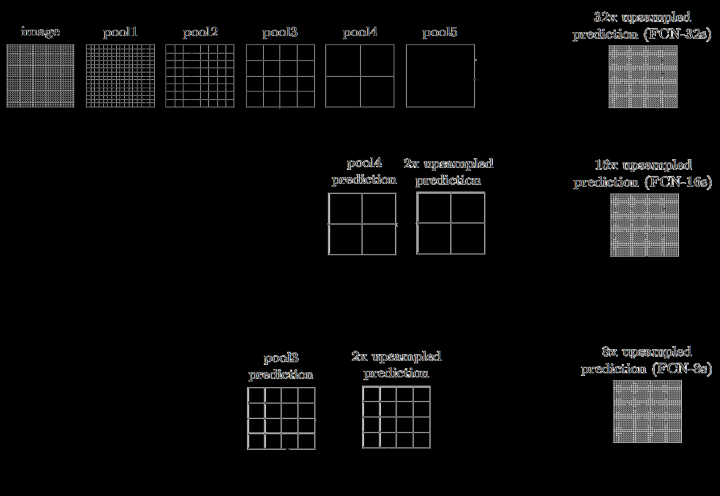 image pool1 pool2 pool3 pool4 pool5
32x upsampled
prediction (FCN-32s)
pool4
prediction
2x upsampled
prediction
16x upsampled
prediction (FCN-16s)
pool3
prediction
2x upsampled
prediction
8x upsampled
prediction (FCN-8s)